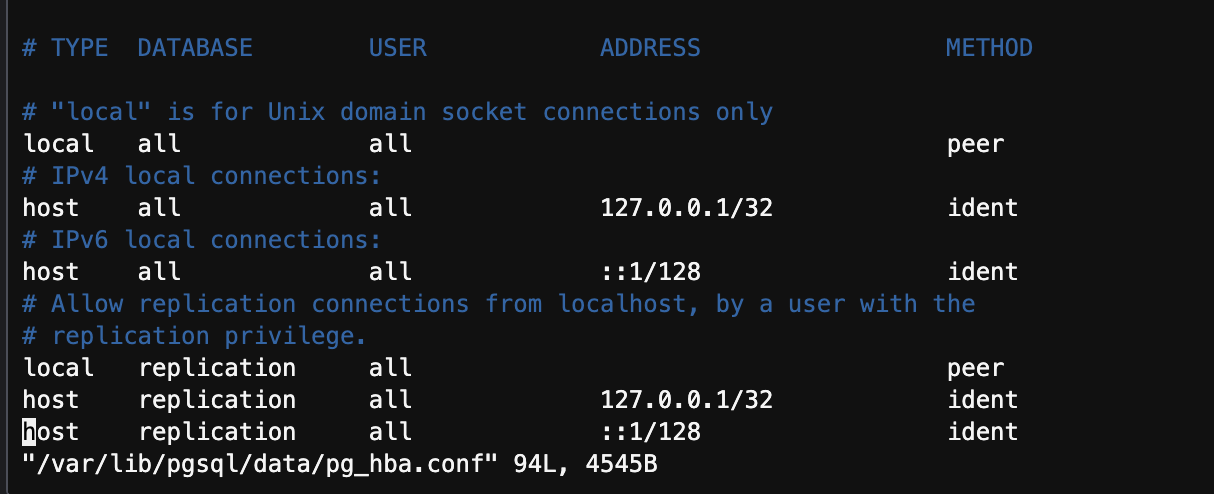 # TYPE  DATABASE        USER            ADDRESS                 METHOD
# "local" is for Unix domain socket connections only
local   all             all                                     peer
# IPv4 local connections:
host    all             all             127.0.0.1/32            ident
# IPv6 local connections:
host    all             all             ::1/128                 ident
# Allow replication connections from localhost, by a user with the
# replication privilege.
local   replication     all                                     peer
host    replication     all             127.0.0.1/32            ident
host    replication     all             ::1/128                 ident
"/var/lib/pgsql/data/pg_hba.conf" 94L, 4545B